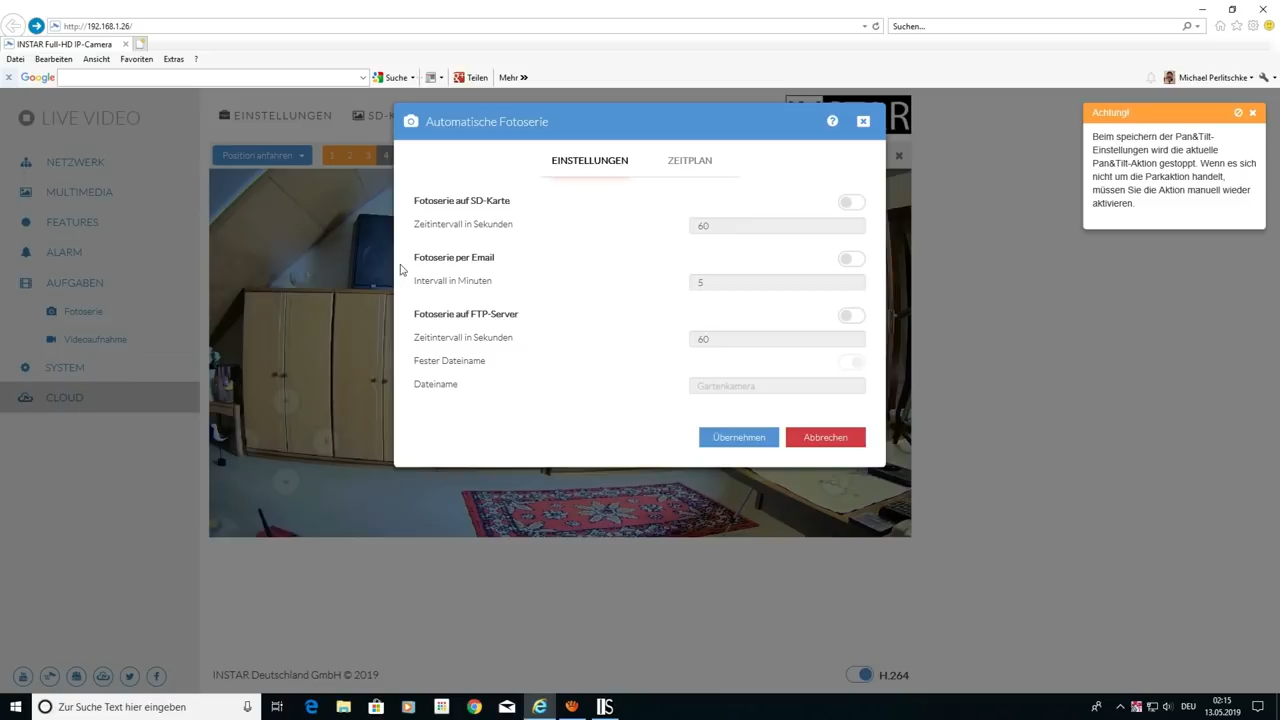 http://192.168.1.26/
Suchen...
INSTAR Full-HD IP-Camera
Datei Bearbeiten Ansicht Favoriten Extras ?
Google Suche Teilen Mehr »
Michael Perlitschke
LIVE VIDEO
EINSTELLUNGEN
SD-K
NETZWERK
MULTIMEDIA
FEATURES
ALARM
AUFGABEN
Fotoserie
Videoaufnahme
SYSTEM
CLOUD
Position anfahren
1 2 3 4
Automatische Fotoserie
EINSTELLUNGEN ZEITPLAN
Fotoserie auf SD-Karte
Zeitintervall in Sekunden 60
Fotoserie per Email
Intervall in Minuten 5
Fotoserie auf FTP-Server
Zeitintervall in Sekunden 60
Fester Dateiname
Dateiname Gartenkamera
Übernehmen Abbrechen
Achtung!
Beim speichern der Pan&Tilt-
Einstellungen wird die aktuelle
Pan&Tilt-Aktion gestoppt. Wenn es sich
nicht um die Parkaktion handelt,
müssen Sie die Aktion manuell wieder
aktivieren.
INSTAR Deutschland GmbH © 2019
H.264
Zur Suche Text hier eingeben
DEU
02:15
13.05.2019